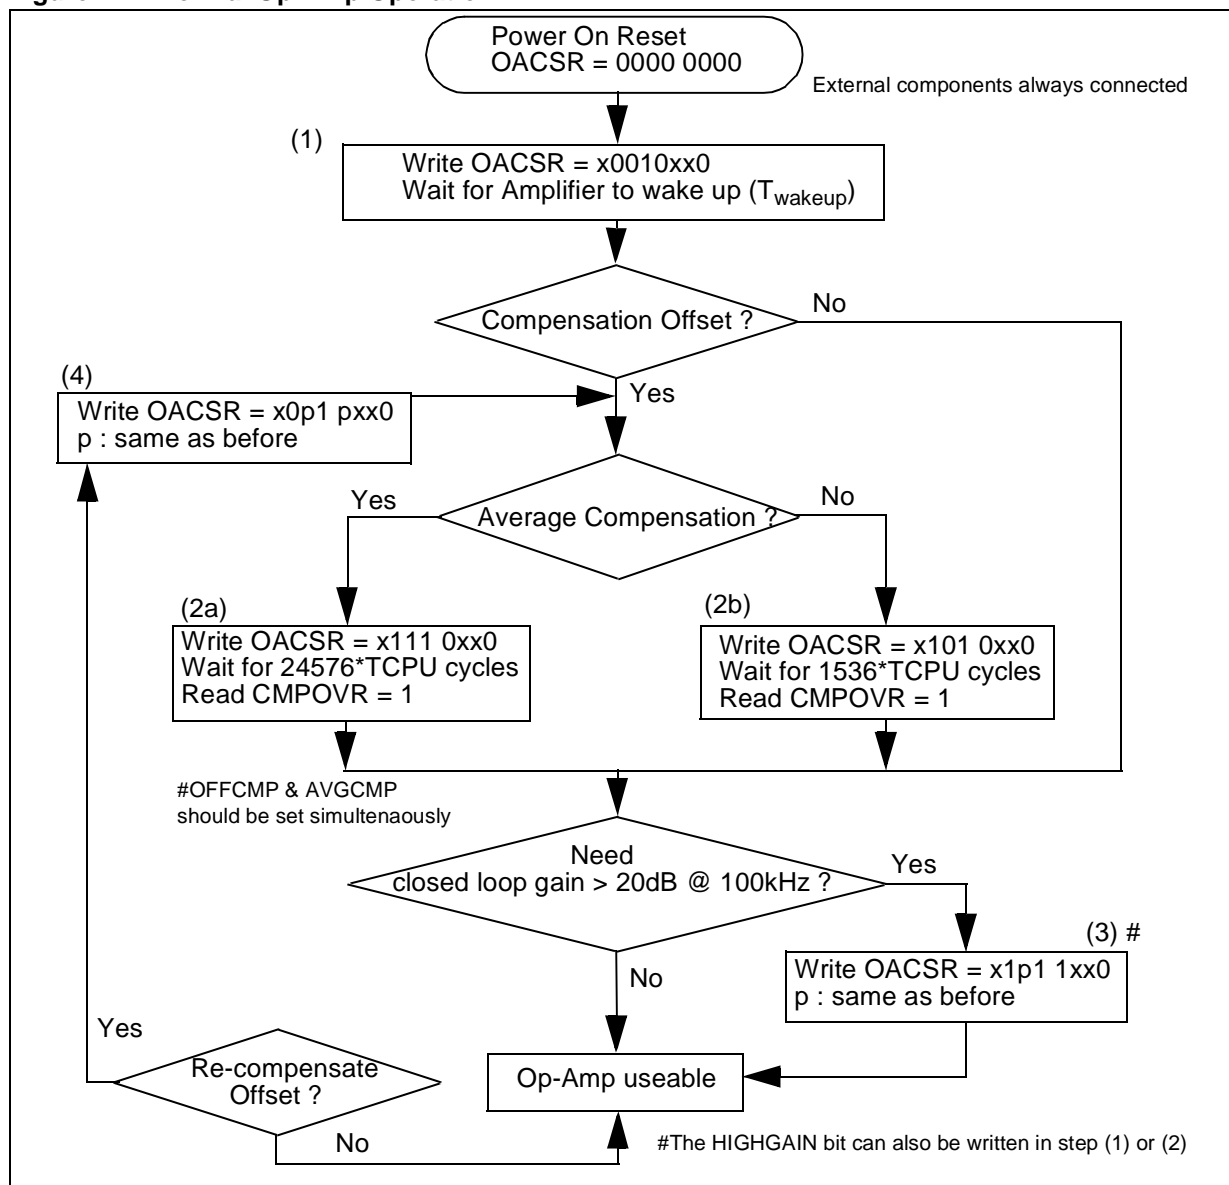 Power On Reset
OACSR = 0000 0000
External components always connected
(1)
Write OACSR = x0010xx0
Wait for Amplifier to wake up (Twakeup)
Compensation Offset ?
No
Yes
(4)
Write OACSR = x0p1 pxx0
p : same as before
Average Compensation ?
Yes
No
(2a)
Write OACSR = x111 0xx0
Wait for 24576*TCPU cycles
Read CMPOVR = 1
(2b)
Write OACSR = x101 0xx0
Wait for 1536*TCPU cycles
Read CMPOVR = 1
#OFFCMP & AVGCMP
should be set simultenaously
Need
closed loop gain > 20dB @ 100kHz ?
Yes
No
(3) #
Write OACSR = x1p1 1xx0
p : same as before
Yes
Re-compensate
Offset ?
No
Op-Amp useable
#The HIGHGAIN bit can also be written in step (1) or (2)